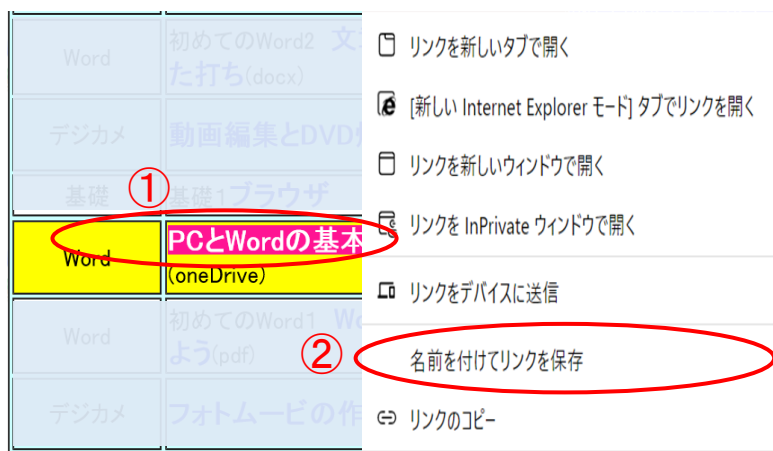 Word
初めてのWord2 文
た打ち(docx)
デジカメ
動画編集とDVD
基礎
①
基礎1ブラウザ
Word
PCとWordの基本
(oneDrive)
Word
初めてのWord1 Wo
よう(pdf)
②
デジカメ
フォトムービの作
リンクを新しいタブで開く
[新しい Internet Explorer モード] タブでリンクを開く
リンクを新しいウィンドウで開く
リンクを InPrivate ウィンドウで開く
リンクをデバイスに送信
名前を付けてリンクを保存
リンクのコピー